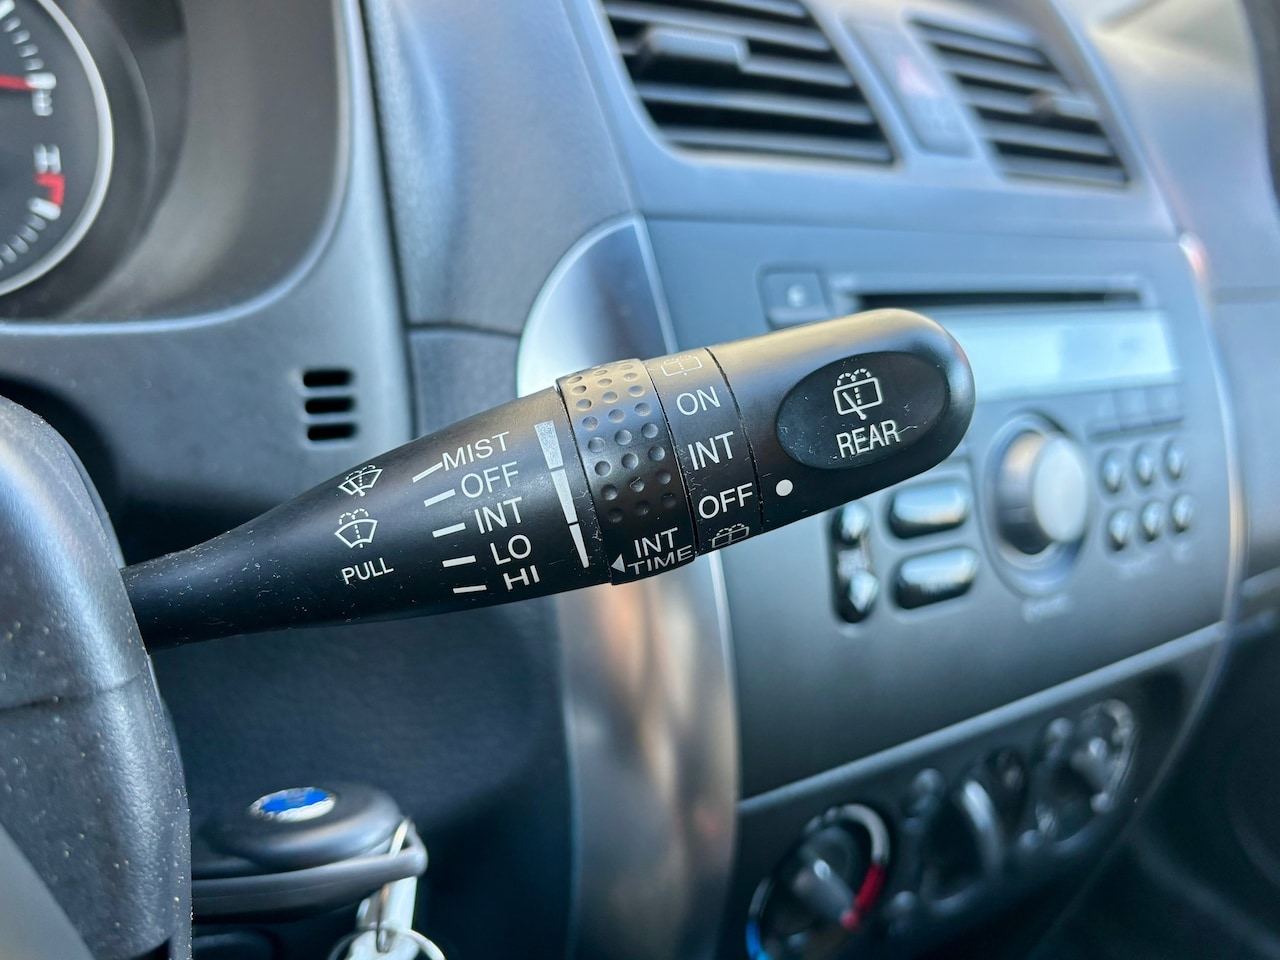 MIST
OFF
INT
LO
HI
PULL
INT
TIME
ON
INT
OFF
REAR
H